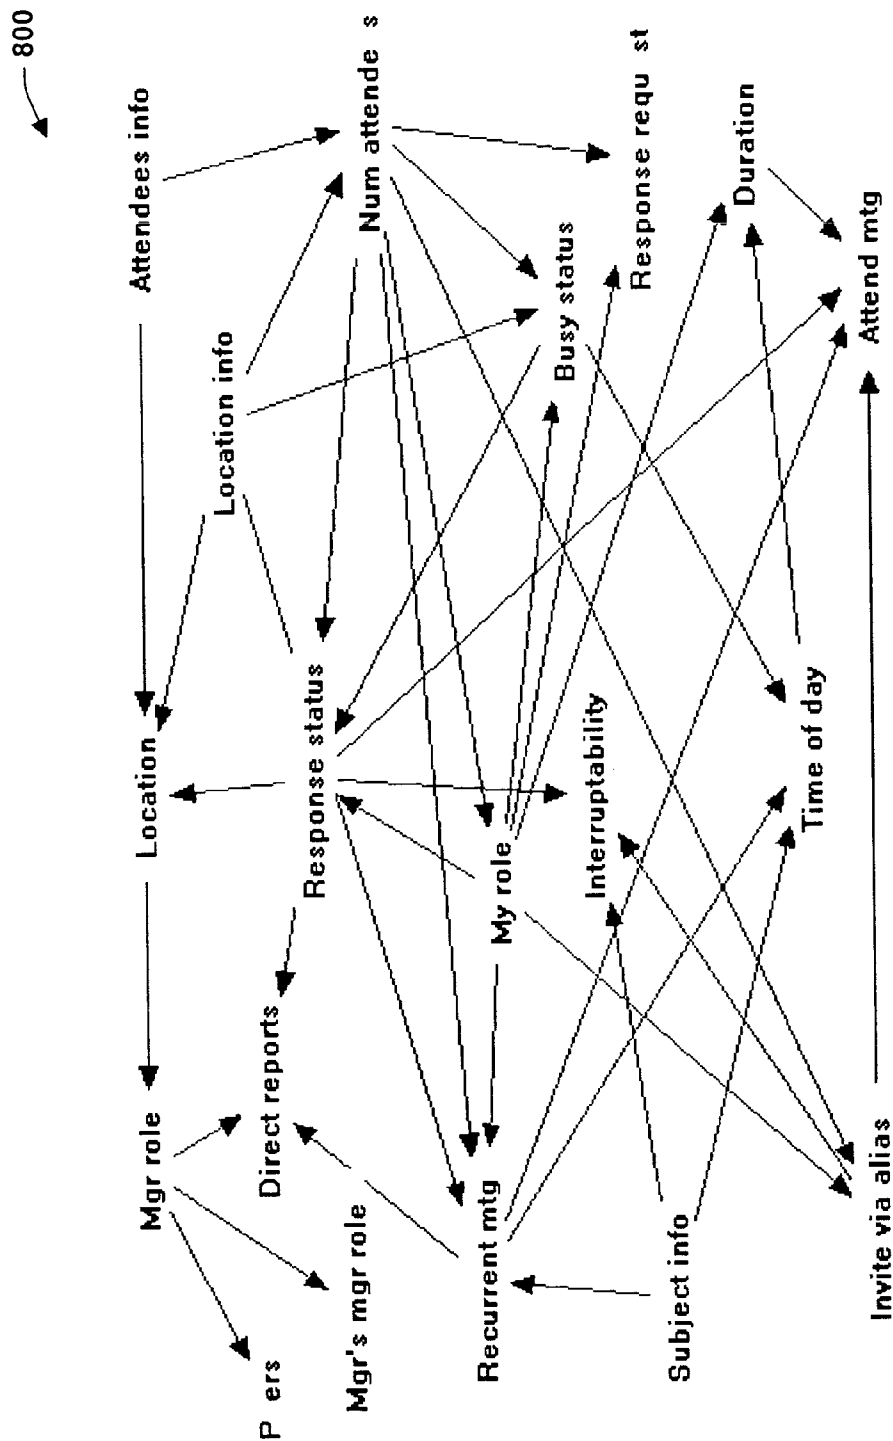 800
Attendees info
Location info
Location
Num attende s
Mgr role
Response status
Direct reports
P ers
Mgr's mgr role
Busy status
Response requ st
My role
Interruptability
Recurrent mtg
Duration
Subject info
Time of day
Attend mtg
Invite via alias